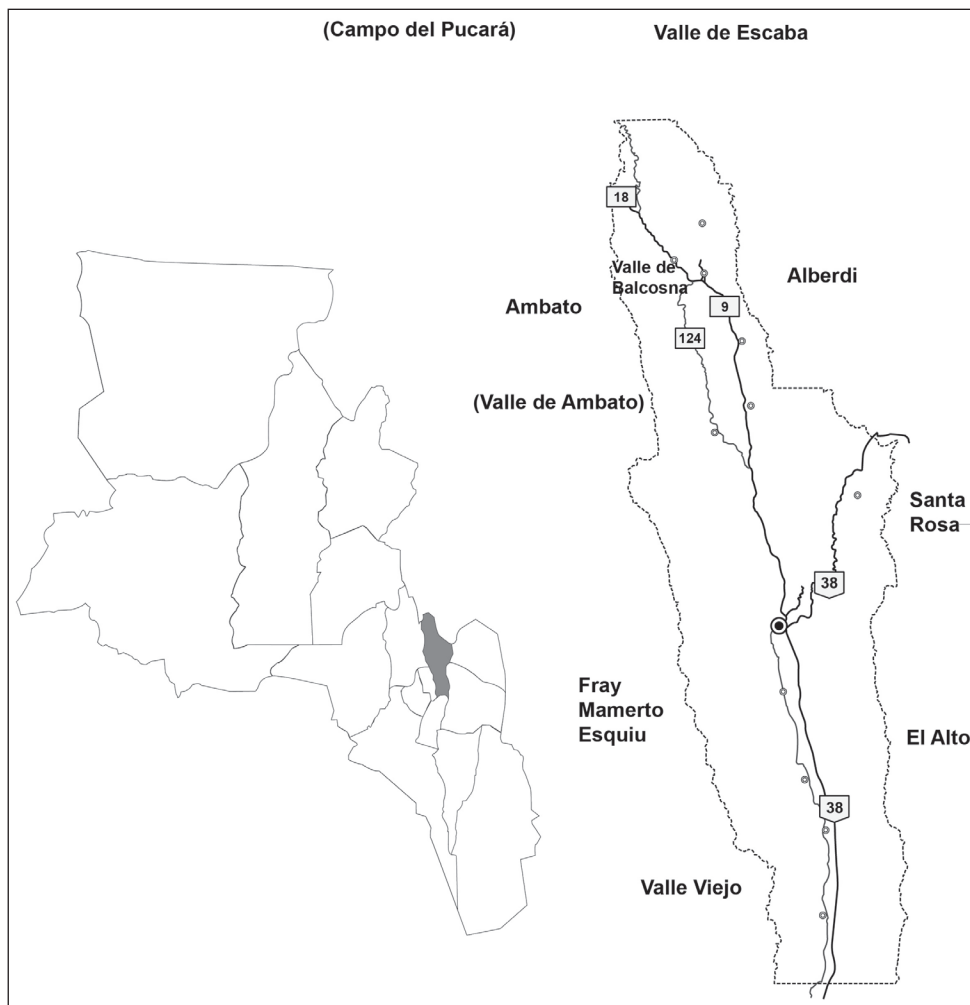 (Campo del Pucará)
Valle de Escaba
18
Valle de
Balcosna
Alberdi
Ambato
9
124
(Valle de Ambato)
Santa
Rosa
38
Fray
Mamerto
Esquiu
El Alto
38
Valle Viejo